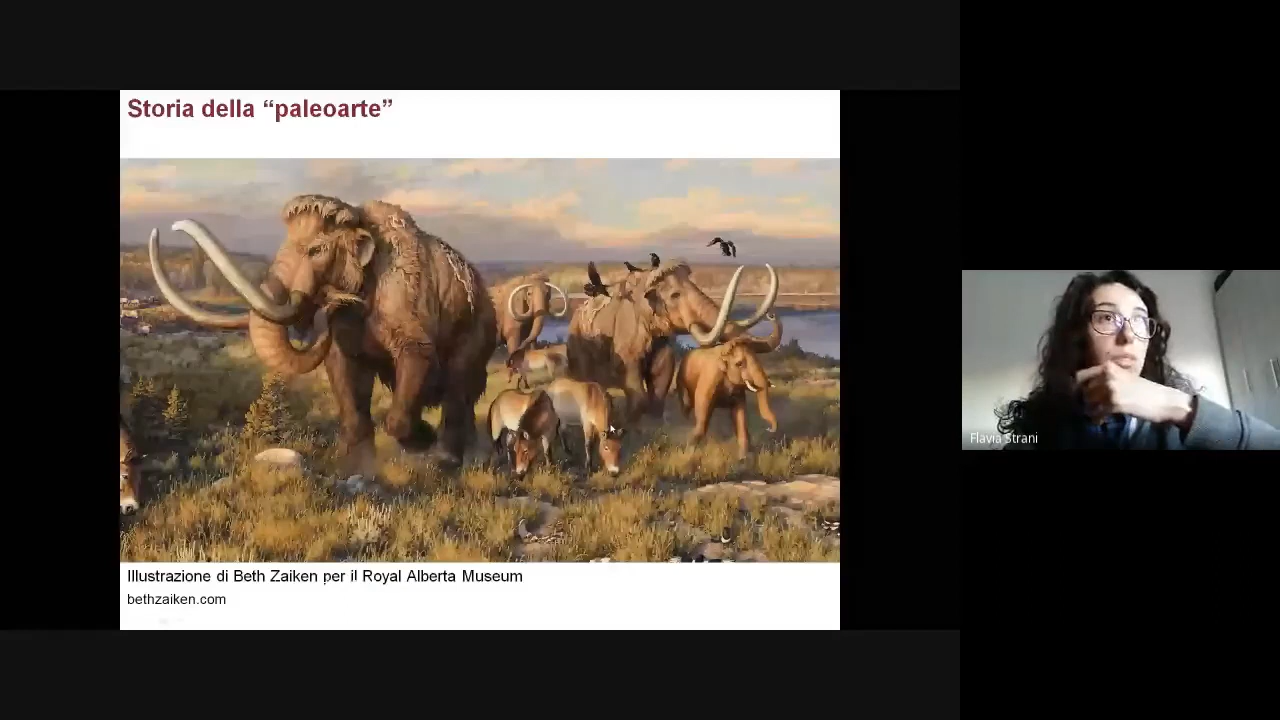 Storia della “paleoarte”
Illustrazione di Beth Zaiken per il Royal Alberta Museum
bethzaiken.com
Flavia Strani